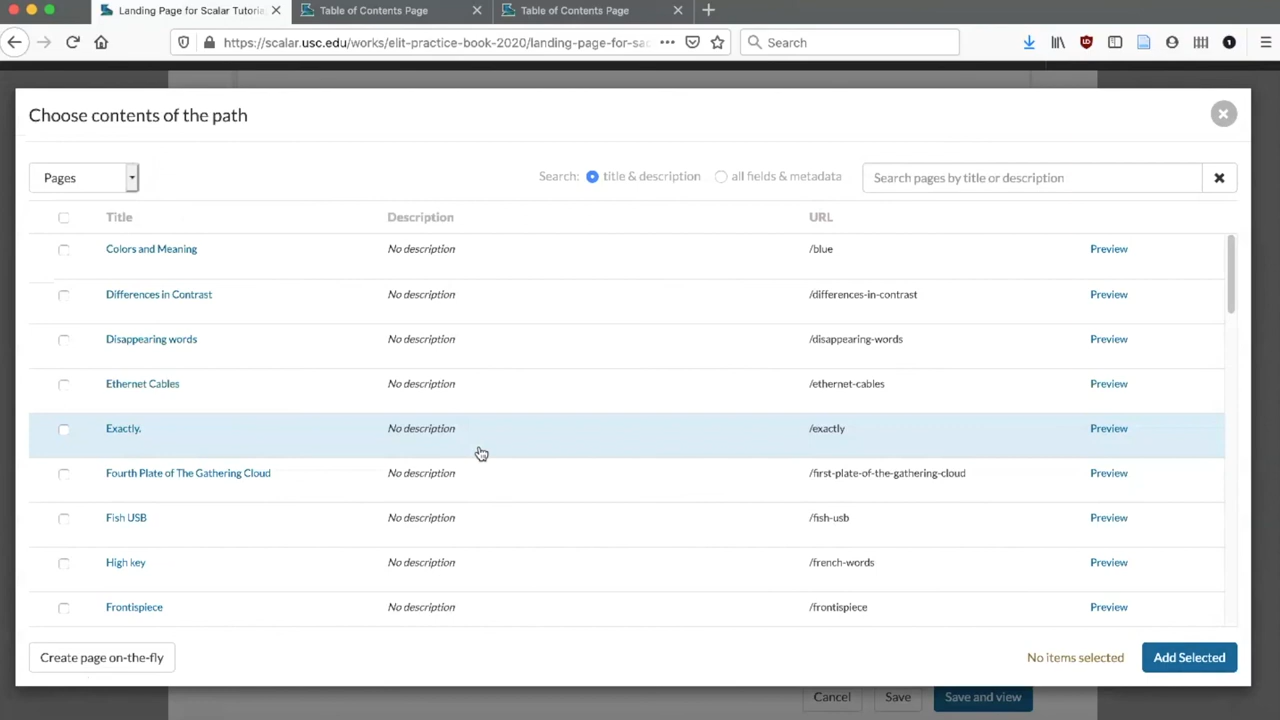 Landing Page for Scalar Tutoria
Table of Contents Page
Table of Contents Page
https://scalar.usc.edu/works/elit-practice-book-2020/landing-page-for-sac
Search
Choose contents of the path
Pages
Search: title & description all fields & metadata
Search pages by title or description
Title Description URL
Colors and Meaning No description /blue Preview
Differences in Contrast No description /differences-in-contrast Preview
Disappearing words No description /disappearing-words Preview
Ethernet Cables No description /ethernet-cables Preview
Exactly. No description /exactly Preview
Fourth Plate of The Gathering Cloud No description /first-plate-of-the-gathering-cloud Preview
Fish USB No description /fish-usb Preview
High key No description /french-words Preview
Frontispiece No description /frontispiece Preview
Create page on-the-fly No items selected Add Selected
Cancel Save Save and view